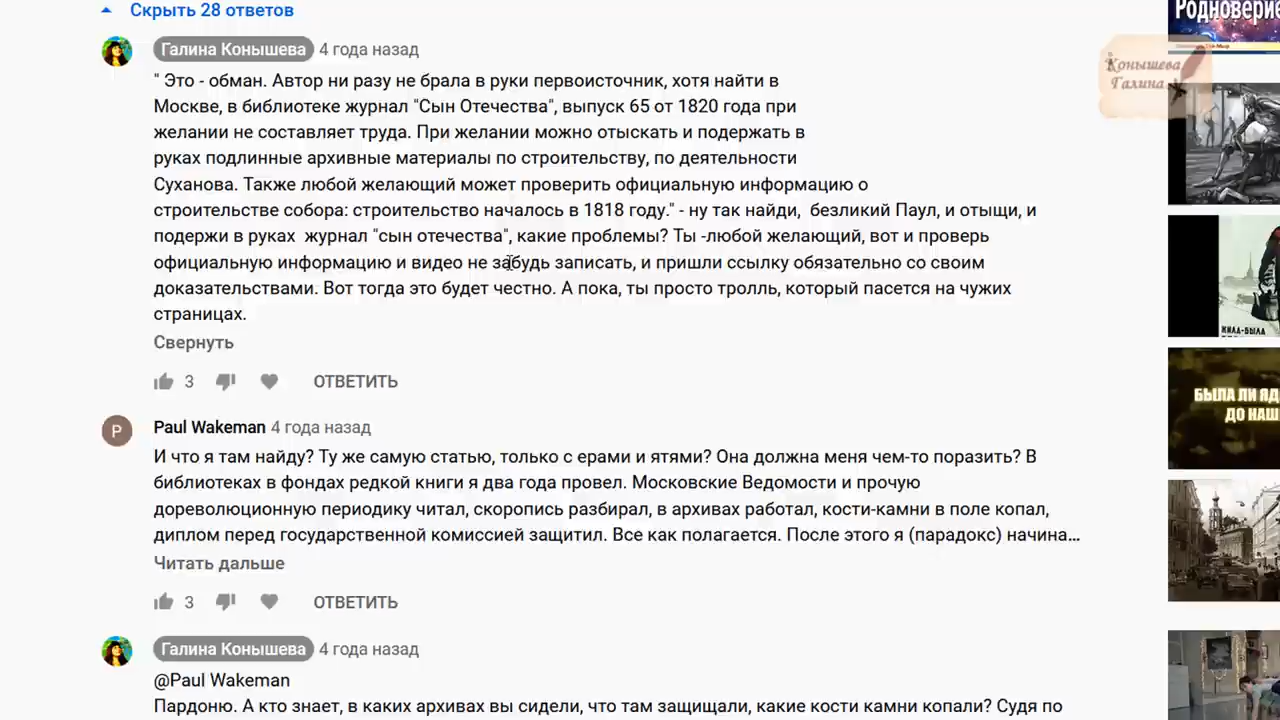 Скрыть 28 ответов
Родноверие
Галина Конышева 4 года назад
Конышева
Галина
" Это - обман. Автор ни разу не брала в руки первоисточник, хотя найти в
Москве, в библиотеке журнал "Сын Отечества", выпуск 65 от 1820 года при
желании не составляет труда. При желании можно отыскать и подержать в
руках подлинные архивные материалы по строительству, по деятельности
Суханова. Также любой желающий может проверить официальную информацию о
строительстве собора: строительство началось в 1818 году." - ну так найди, безликий Паул, и отыщи, и
подержи в руках журнал "сын отечества", какие проблемы? Ты -любой желающий, вот и проверь
официальную информацию и видео не забудь записать, и пришли ссылку обязательно со своим
доказательствами. Вот тогда это будет честно. А пока, ты просто тролль, который пасется на чужих
страницах.
Свернуть
3 ОТВЕТИТЬ
БЫЛА ЛИ ЯД
ДО НАШ
P
Paul Wakeman 4 года назад
И что я там найду? Ту же самую статью, только с ерами и ятями? Она должна меня чем-то поразить? В
библиотеках в фондах редкой книги я два года провел. Московские Ведомости и прочую
дореволюционную периодику читал, скоропись разбирал, в архивах работал, кости-камни в поле копал,
диплом перед государственной комиссией защитил. Все как полагается. После этого я (парадокс) начина...
Читать дальше
3 ОТВЕТИТЬ
Галина Конышева 4 года назад
@Paul Wakeman
Пардоню. А кто знает, в каких архивах вы сидели, что там защищали, какие кости камни копали? Судя по